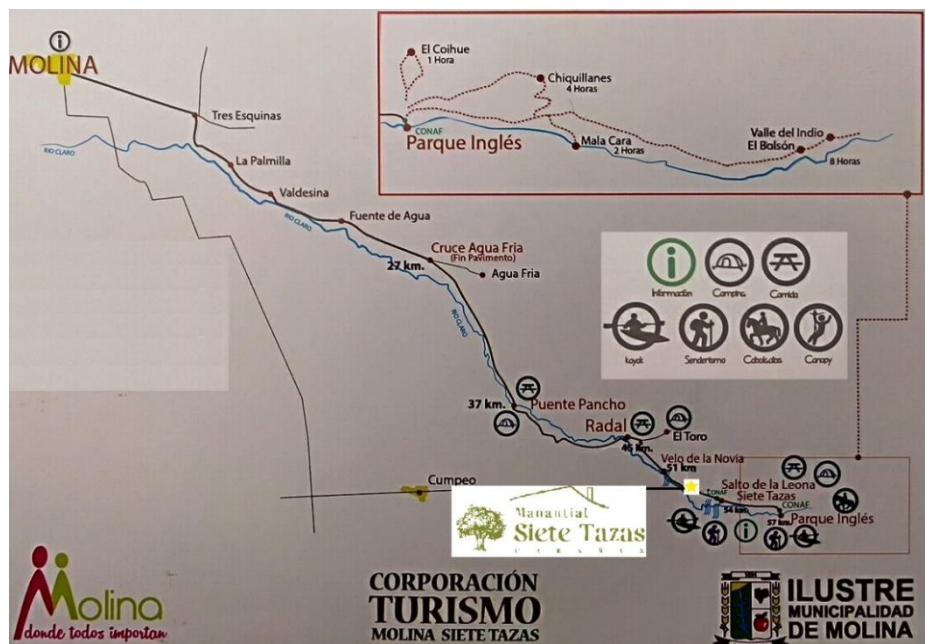 MOLINA
Tres Esquinas
RIO CLARO
La Palmilla
Valdesina
RIO CLARO
Fuente de Agua
Cruce Agua Fria
(Fin Pavimento)
27 km.
Agua Fria
RIO CLARO
37 km.
Puente Pancho
Radal
45 km.
El Toro
Velo de la Novia
51 km
Cumpeo
CONAF
Salto de la Leona
Siete Tazas
54 km.
CONAF
57 km.
Parque Inglés
El Coihue
1 Hora
Chiquillanes
4 Horas
CONAF
Parque Inglés
Mala Cara
2 Horas
Valle del Indio
El Bolsón
8 Horas
Información
Camping
Comida
kayak
Senderismo
Cabalgatas
Canopy
Manantial
Siete Tazas
CABAÑAS
Molina
donde todos importan
CORPORACIÓN
TURISMO
MOLINA SIETE TAZAS
ILUSTRE
MUNICIPALIDAD
DE MOLINA